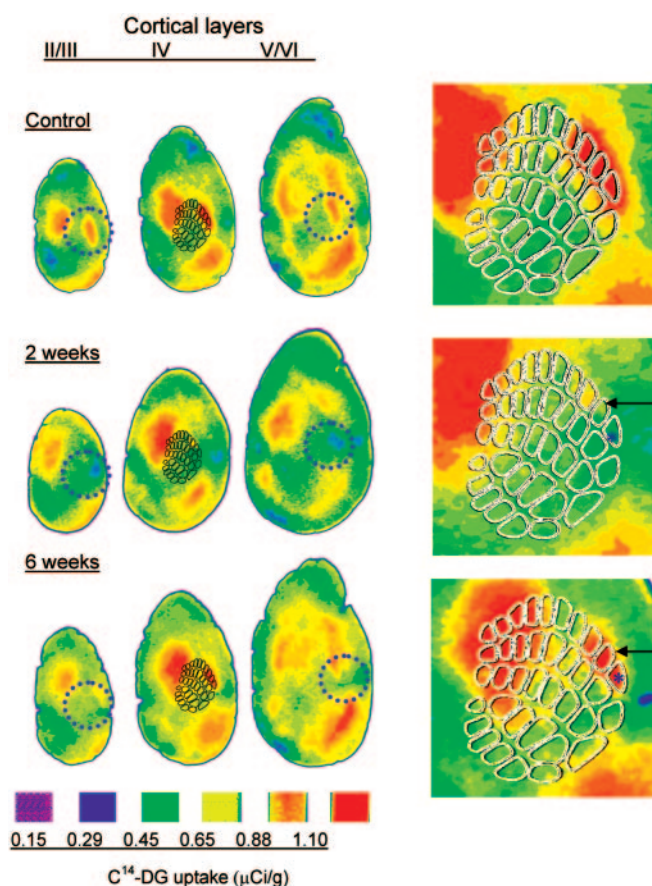 Cortical layers
II/III IV V/VI
Control
2 weeks
6 weeks
*
*
0.15 0.29 0.45 0.65 0.88 1.10
C¹⁴-DG uptake (μCi/g)